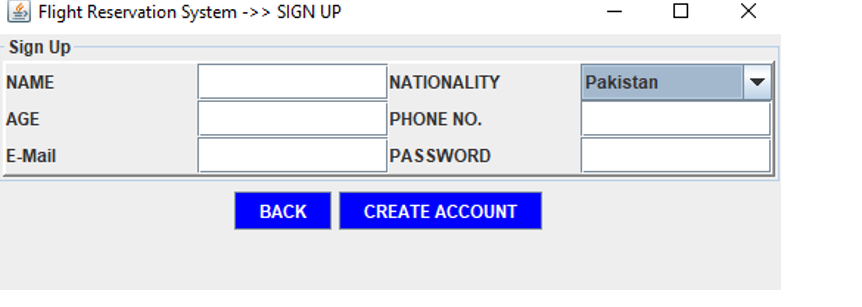 Flight Reservation System ->> SIGN UP
Sign Up
NAME NATIONALITY Pakistan
AGE PHONE NO.
E-Mail PASSWORD
BACK CREATE ACCOUNT